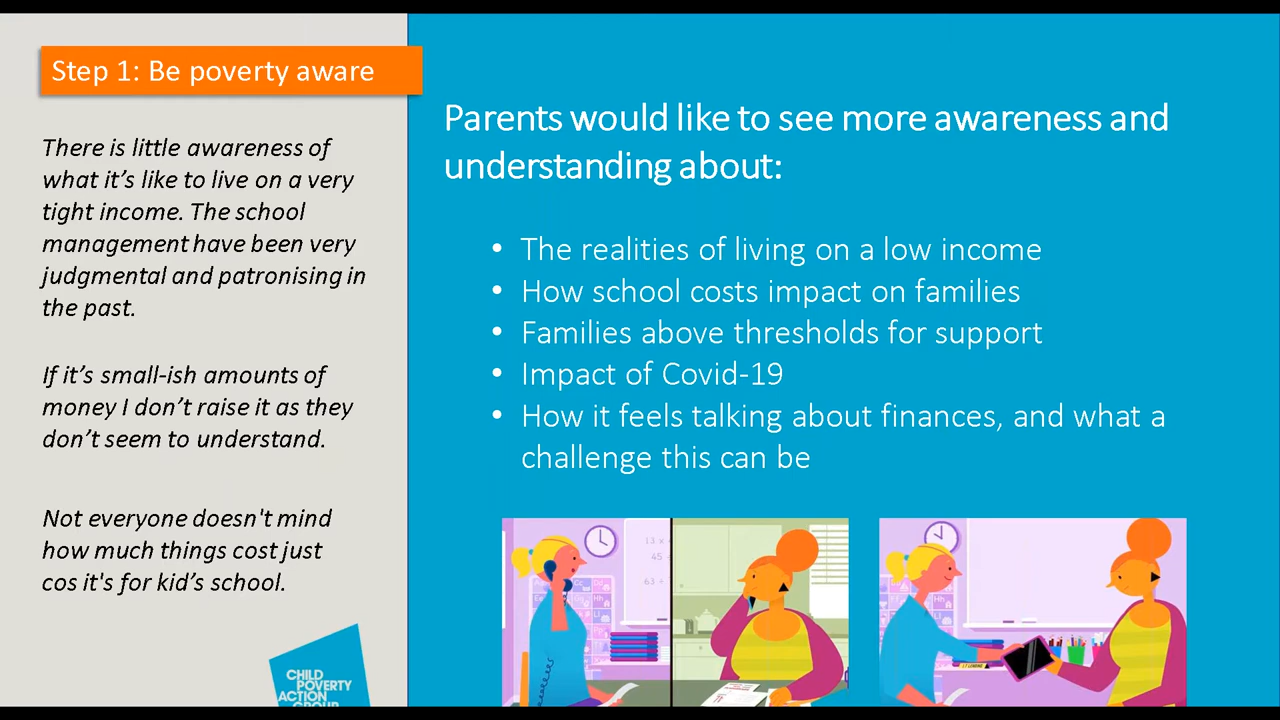 Step 1: Be poverty aware
There is little awareness of
what it’s like to live on a very
tight income. The school
management have been very
judgmental and patronising in
the past.
If it’s small-ish amounts of
money I don’t raise it as they
don’t seem to understand.
Not everyone doesn't mind
how much things cost just
cos it's for kid’s school.
CHILD
POVERTY
ACTION
GROUP
Parents would like to see more awareness and
understanding about:
• The realities of living on a low income
• How school costs impact on families
• Families above thresholds for support
• Impact of Covid-19
• How it feels talking about finances, and what a
challenge this can be